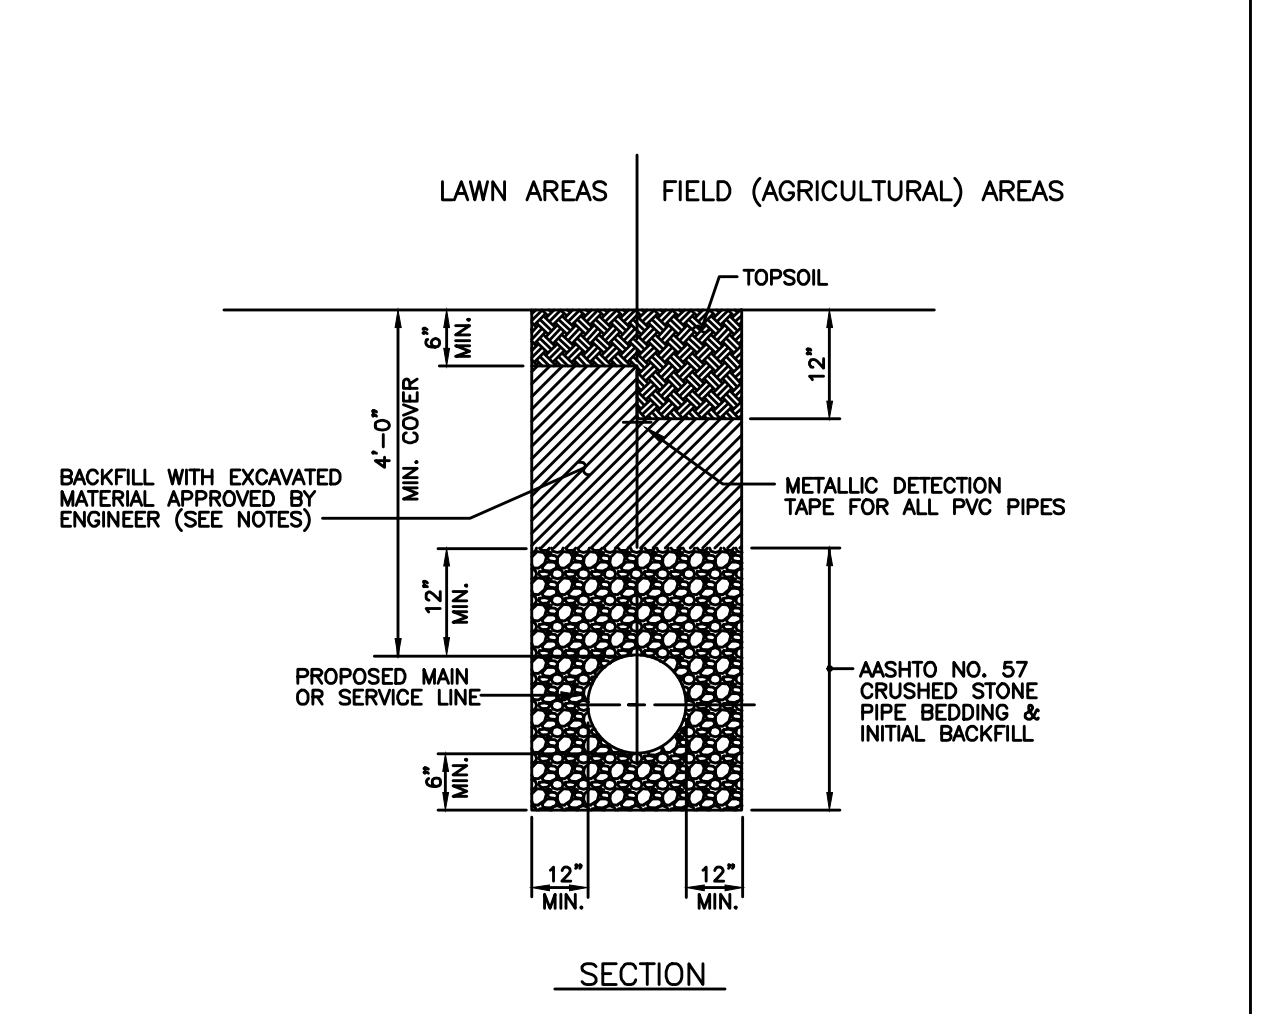 LAWN AREAS
FIELD (AGRICULTURAL) AREAS
TOPSOIL
6"
MIN.
12"
4'-0"
MIN. COVER
BACKFILL WITH EXCAVATED
MATERIAL APPROVED BY
ENGINEER (SEE NOTES)
METALLIC DETECTION
TAPE FOR ALL PVC PIPES
12"
MIN.
PROPOSED MAIN
OR SERVICE LINE
AASHTO NO. 57
CRUSHED STONE
PIPE BEDDING &
INITIAL BACKFILL
6"
MIN.
12"
MIN.
12"
MIN.
SECTION